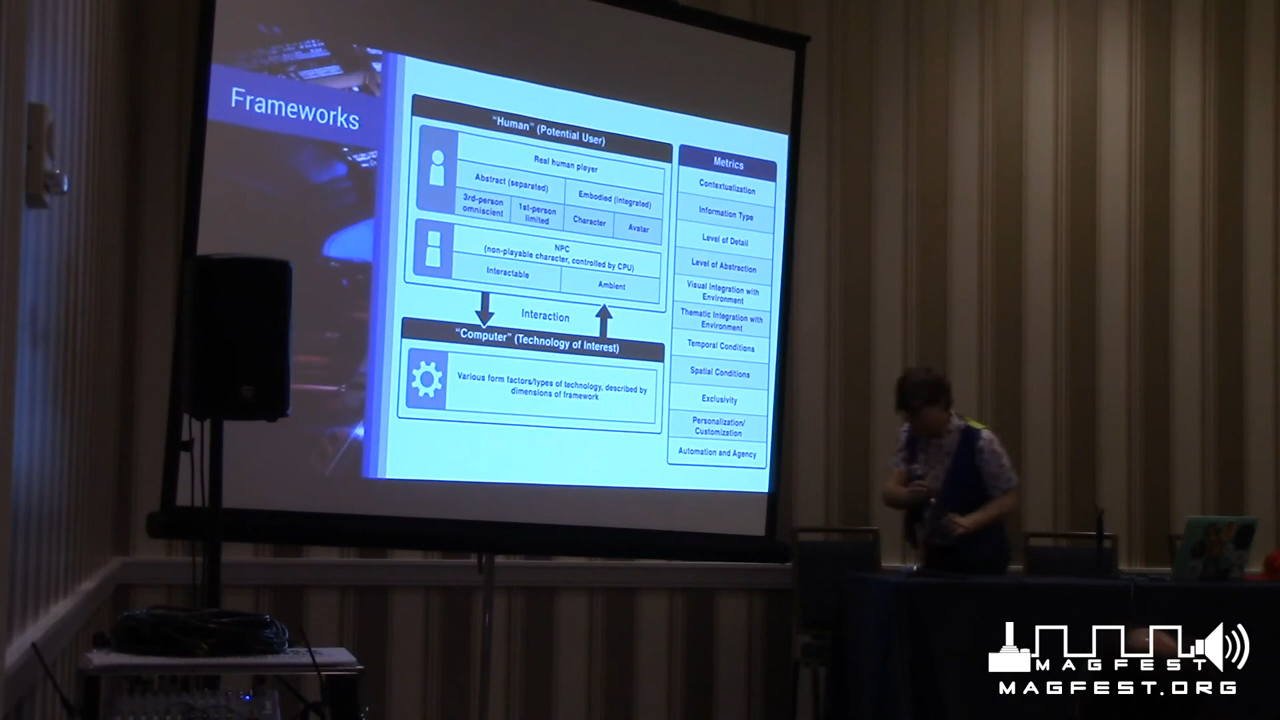 Frameworks
"Human" (Potential User)
Real human player
Abstract (separated)
Embodied (integrated)
3rd-person
omniscient
1st-person
limited
Character
Avatar
NPC
(non-playable character, controlled by CPU)
Interactable
Ambient
Interaction
"Computer" (Technology of Interest)
Various form factors/types of technology, described by
dimensions of framework
Metrics
Contextualization
Information Type
Level of Detail
Level of Abstraction
Visual Integration with
Environment
Thematic Integration with
Environment
Temporal Conditions
Spatial Conditions
Exclusivity
Personalization/
Customization
Automation and Agency
MAGFEST
MAGFEST.ORG